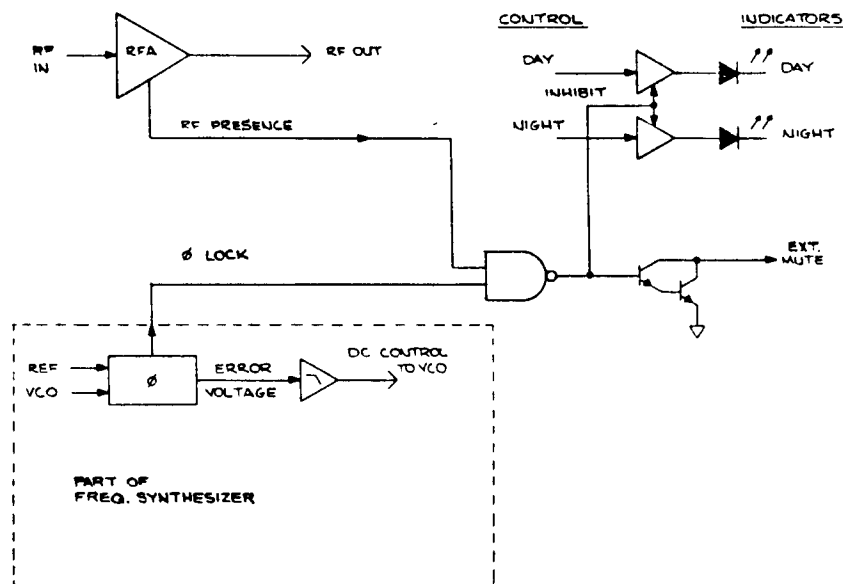 CONTROL
INDICATORS
RF
IN
RFA
RF OUT
DAY
DAY
INHIBIT
RF PRESENCE
NIGHT
NIGHT
ø LOCK
EXT.
MUTE
REF
VCO
ø
ERROR
VOLTAGE
DC CONTROL
TO VCO
PART OF
FREQ. SYNTHESIZER